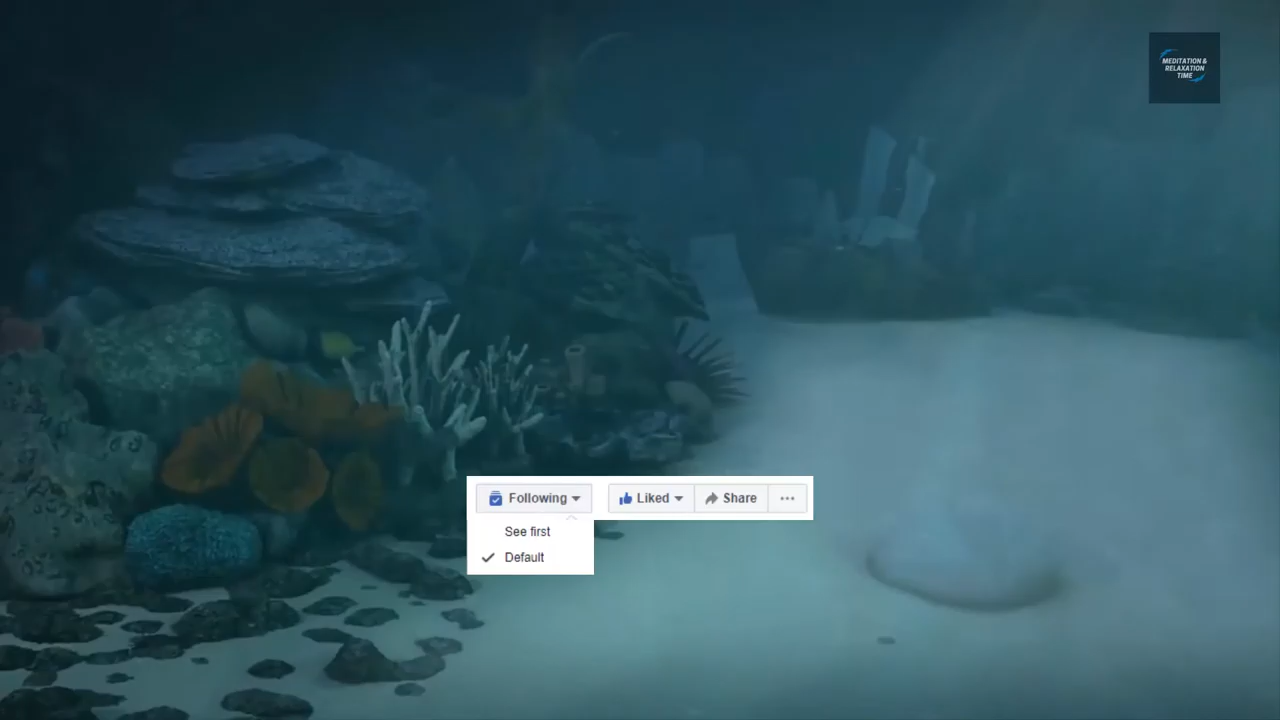 MEDITATION &
RELAXATION
TIME
Following Liked Share
See first
Default